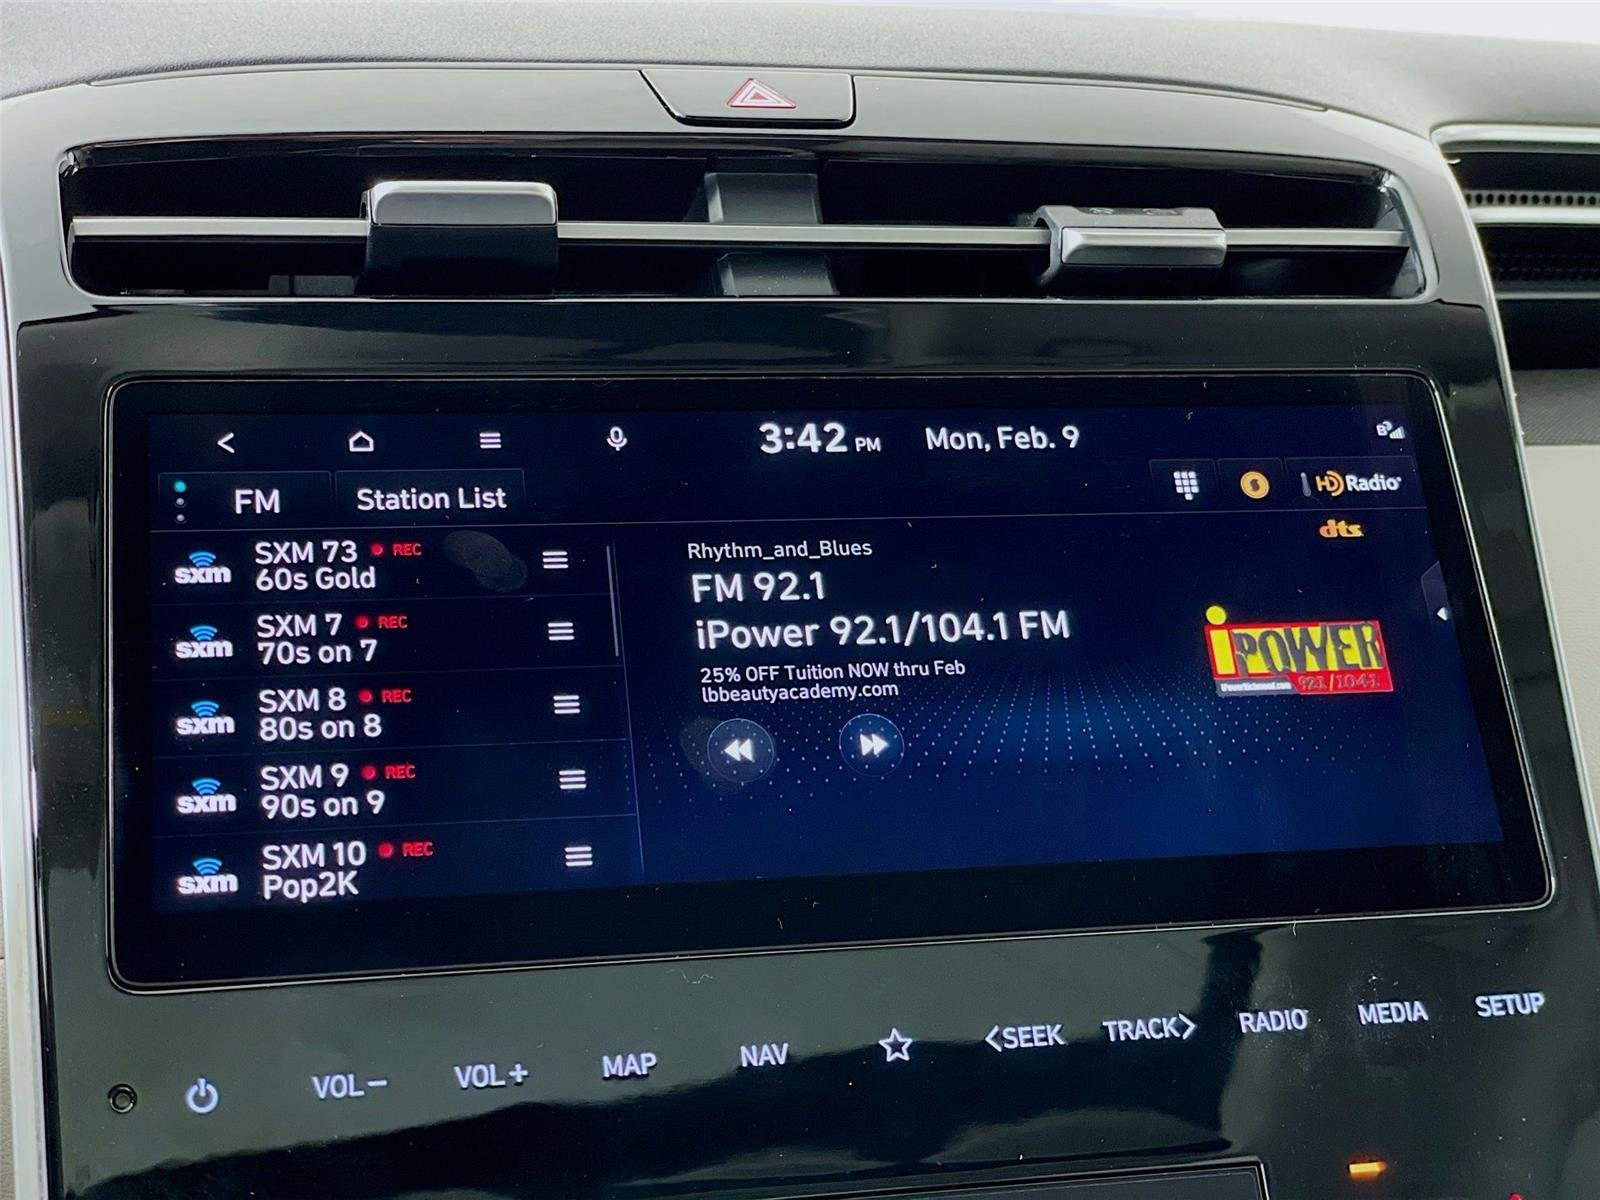 3:42 PM Mon, Feb. 9
FM Station List
HD Radio
dts
sxm SXM 73 REC
60s Gold
sxm SXM 7 REC
70s on 7
sxm SXM 8 REC
80s on 8
sxm SXM 9 REC
90s on 9
sxm SXM 10 REC
Pop2K
Rhythm_and_Blues
FM 92.1
iPower 92.1/104.1 FM
25% OFF Tuition NOW thru Feb
lbbeautyacademy.com
iPOWER
iPowerRichmond.com 92.1/104.1
VOL- VOL+ MAP NAV <SEEK TRACK> RADIO MEDIA SETUP